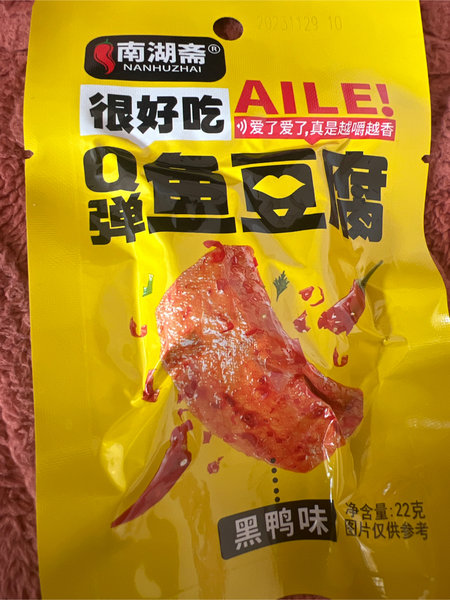 20231129 10
南湖斋®
NANHUZHAI
很好吃
AILE!
爱了爱了,真是越嚼越香
Q弹鱼豆腐
黑鸭味
净含量:22克
图片仅供参考